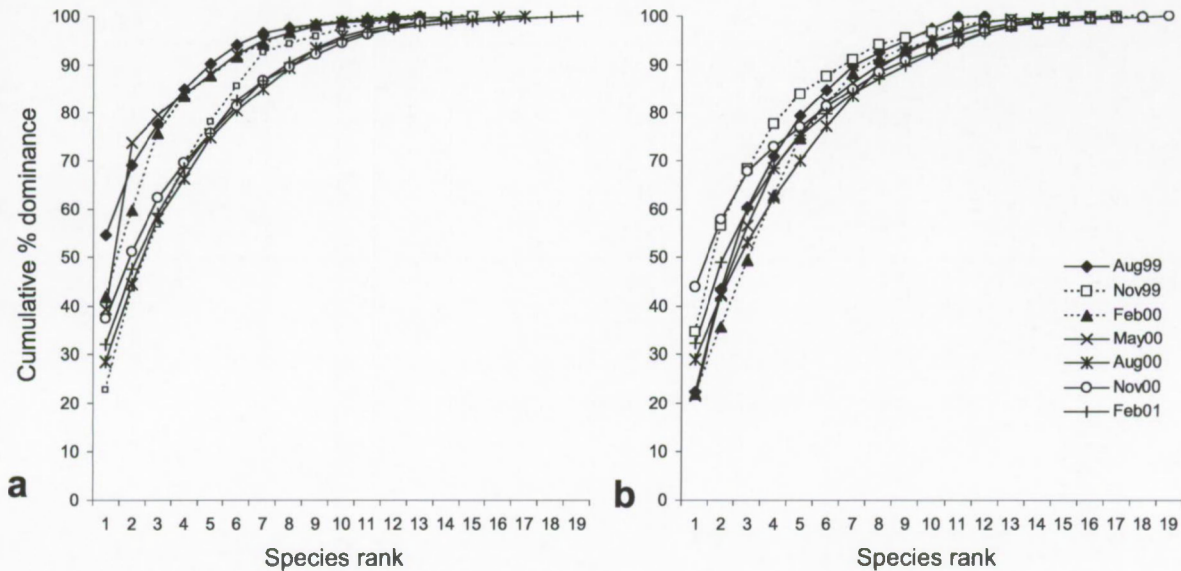 Cumulative % dominance
100
90
80
70
60
50
40
30
20
10
0
1 2 3 4 5 6 7 8 9 10 11 12 13 14 15 16 17 18 19
Species rank
a
100
90
80
70
60
50
40
30
20
10
0
1 2 3 4 5 6 7 8 9 10 11 12 13 14 15 16 17 18 19
Species rank
b
Aug99
Nov99
Feb00
May00
Aug00
Nov00
Feb01